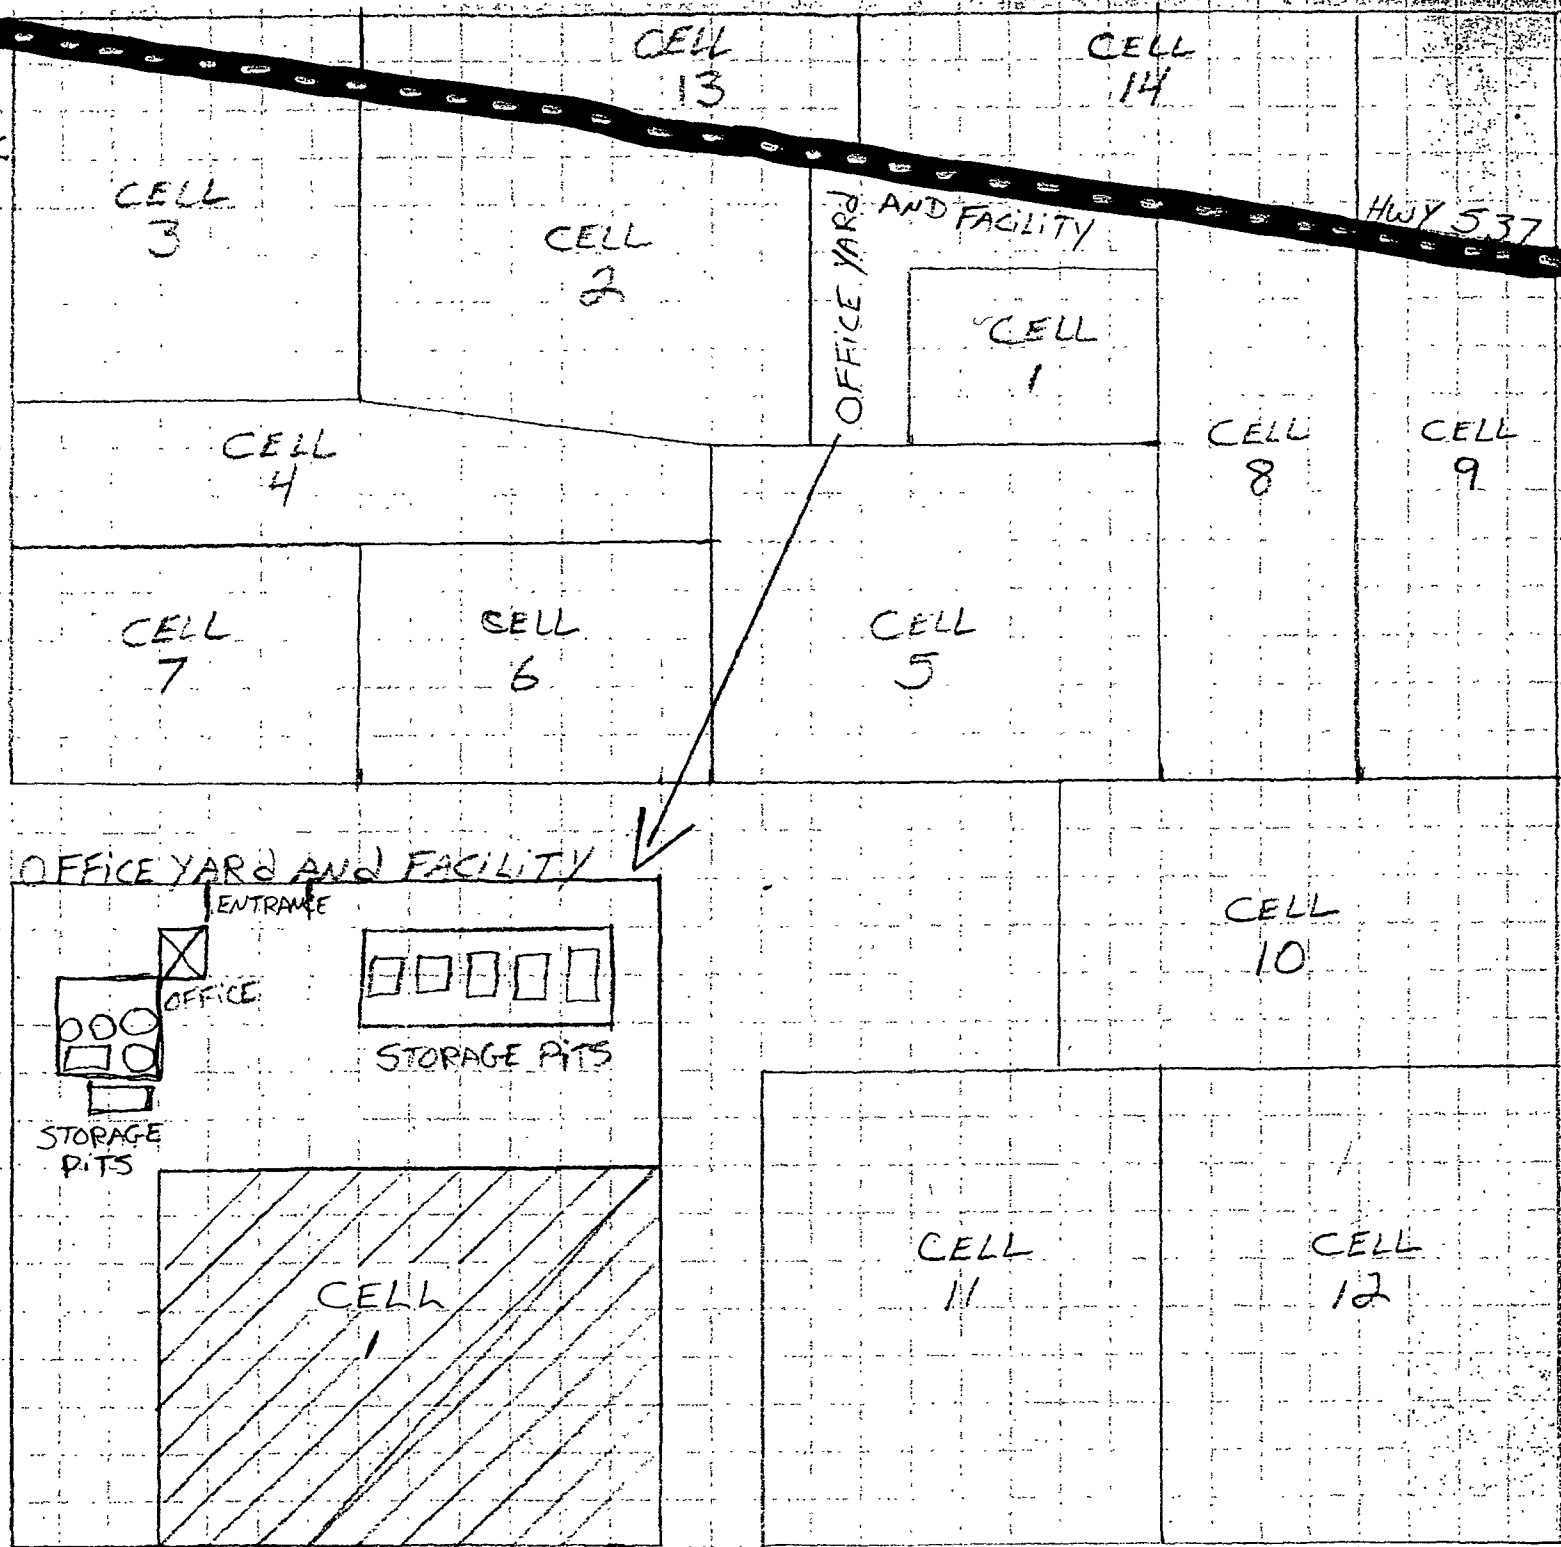 CELL
13
CELL
14
CELL
3
CELL
2
OFFICE YARd AND FACiLiTY
HWY 537
CELL
1
CELL
4
CELL
8
CELL
9
CELL
7
CELL
6
CELL
5
OFFiCE YARd ANd FACiLiTY
ENTRANCE
OFFiCE
STORAGE PiTS
STORAGE
PiTS
CELL
10
CELL
1
CELL
11
CELL
12